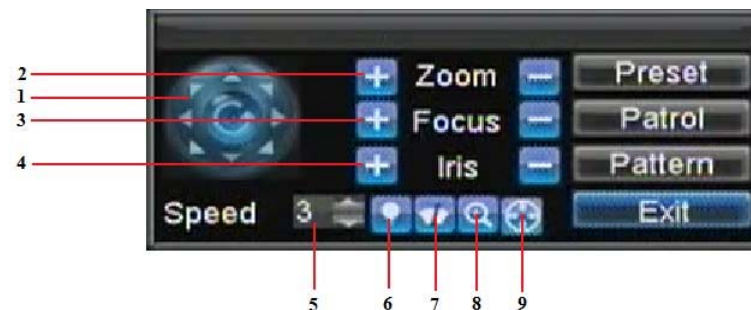 2
1
3
4
Zoom
Focus
Iris
Preset
Patrol
Pattern
Exit
Speed 3
5 6 7 8 9